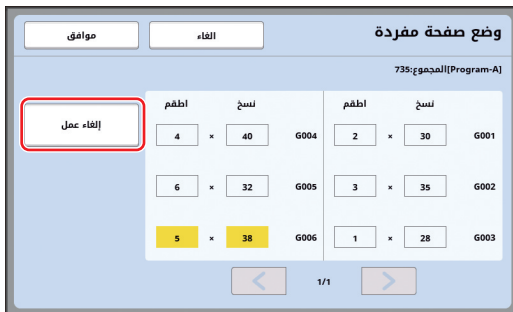 وضع صفحة مفردة
الغاء
موافق
[Program-A]المجموع:735
نسخ اطقم نسخ اطقم
G001 30 × 2 G004 40 × 4
إلغاء عمل
G002 35 × 3 G005 32 × 6
G003 28 × 1 G006 38 × 5
1/1